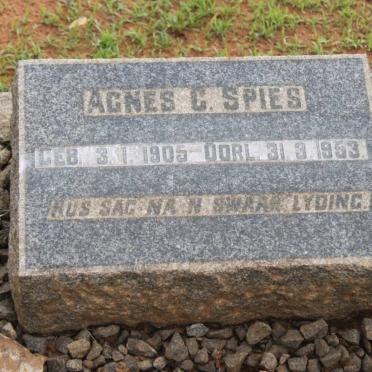 AGNES C. SPIES
GEB. 3. 1. 1905 - OORL. 31. 3. 1953.
RUS SAG NA 'N SWAAR LYDING